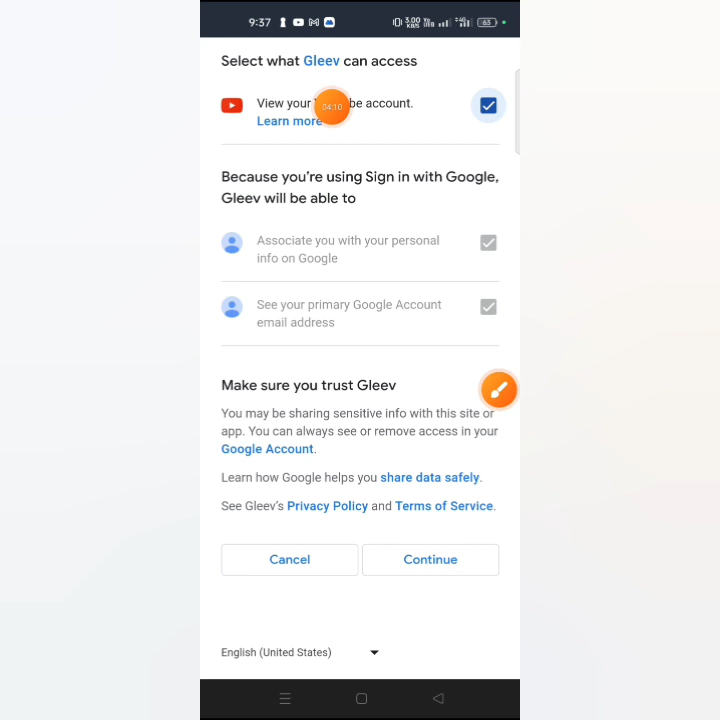 9:37 3.00 KB/S 65
Select what Gleev can access
View your be account.
04:10
Learn more
Because you're using Sign in with Google,
Gleev will be able to
Associate you with your personal
info on Google
See your primary Google Account
email address
Make sure you trust Gleev
You may be sharing sensitive info with this site or
app. You can always see or remove access in your
Google Account.
Learn how Google helps you share data safely.
See Gleev's Privacy Policy and Terms of Service.
Cancel Continue
English (United States)